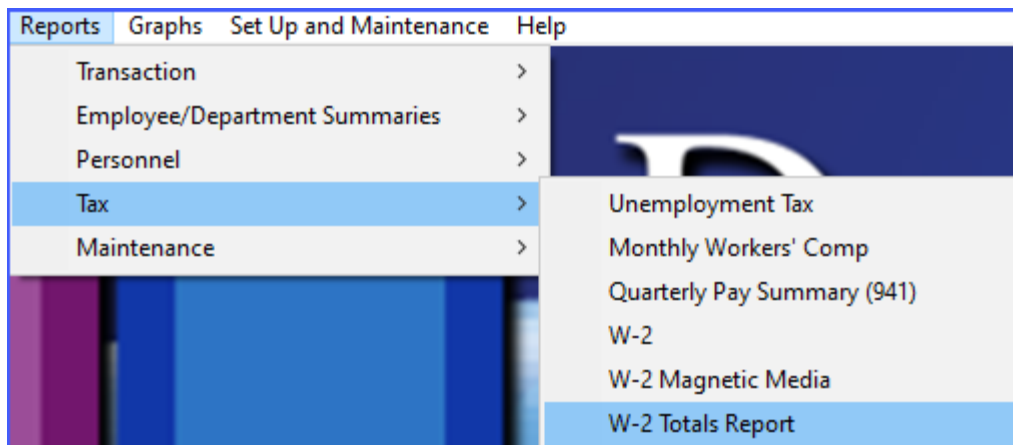 Reports Graphs Set Up and Maintenance Help
Transaction
Employee/Department Summaries
Personnel
Tax
Maintenance
Unemployment Tax
Monthly Workers' Comp
Quarterly Pay Summary (941)
W-2
W-2 Magnetic Media
W-2 Totals Report